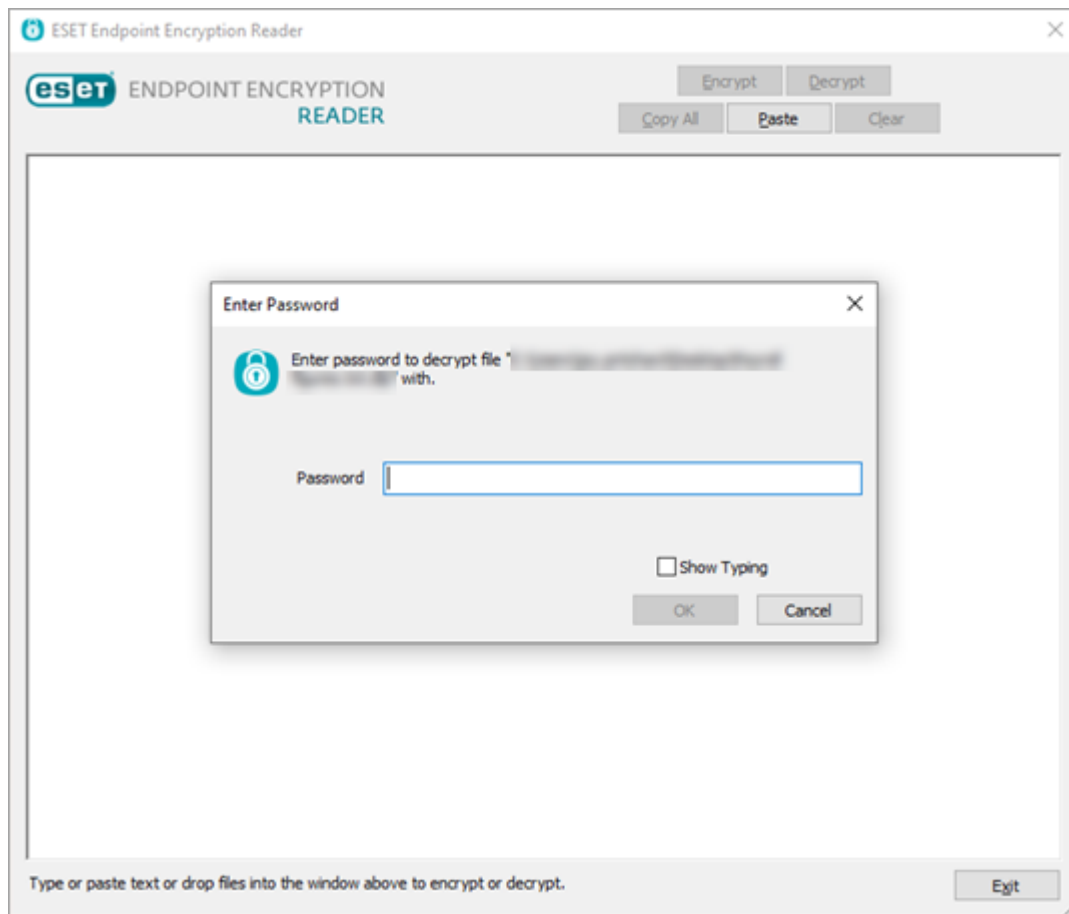 ESET Endpoint Encryption Reader
eset ENDPOINT ENCRYPTION
READER
Encrypt Decrypt
Copy All Paste Clear
Enter Password
Enter password to decrypt file "
" with.
Password
Show Typing
OK Cancel
Type or paste text or drop files into the window above to encrypt or decrypt.
Exit